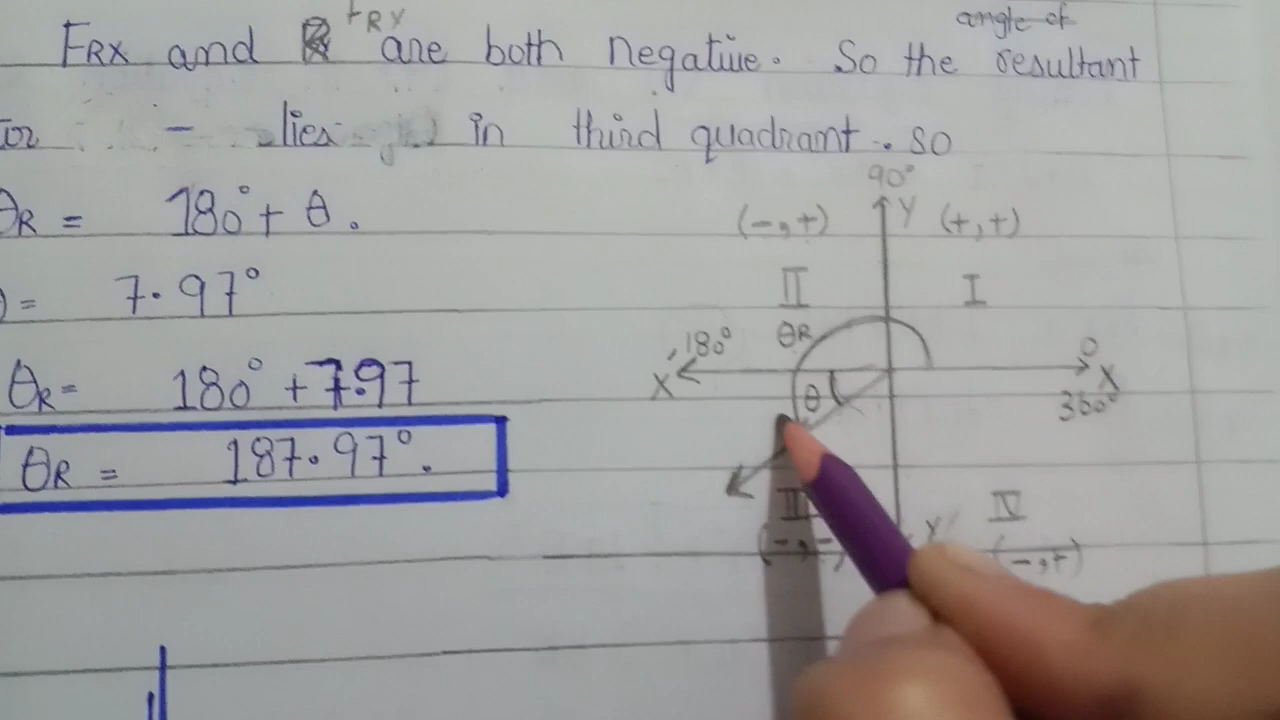 angle of
FRX and FRY are both negative. So the resultant
lies in third quadrant. so
θR = 180° + θ.
= 7.97°
θR = 180° + 7.97
θR = 187.97°.
90°
(-,+) Y (+,+)
II I
180° θR 0
X' θ X
360°
III IV
Y'
(-,-) (-,+)